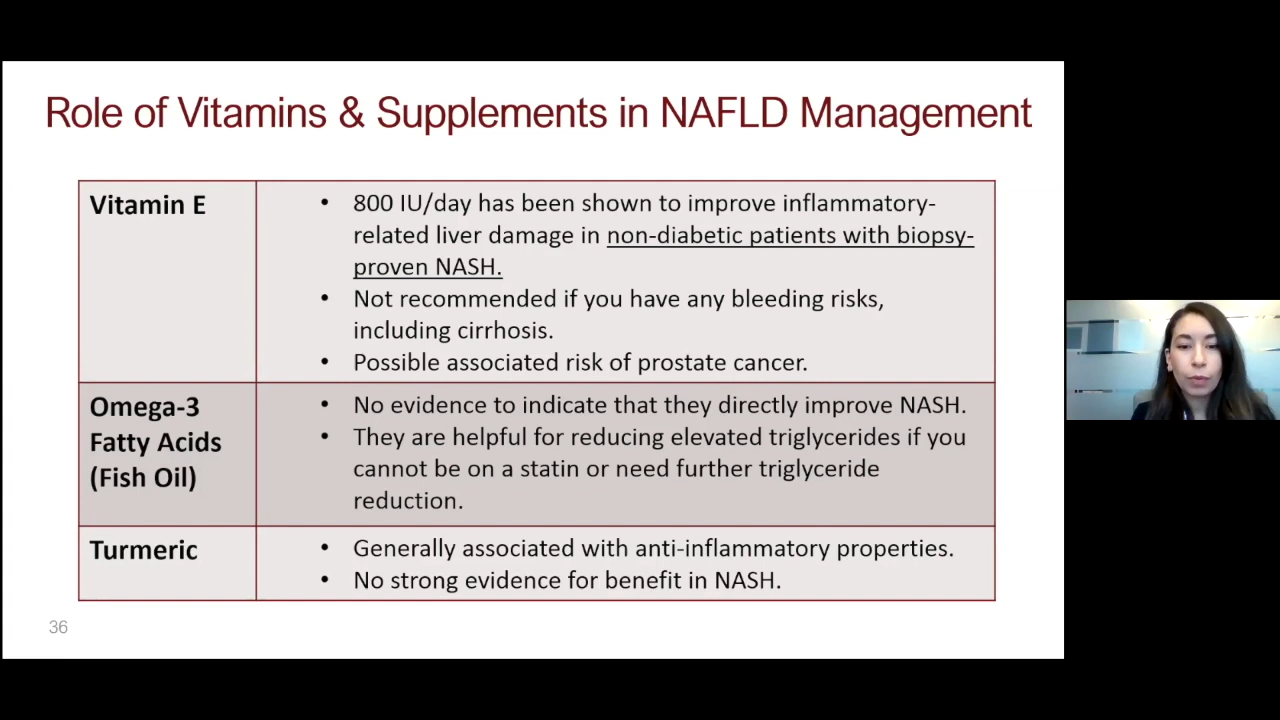 Role of Vitamins & Supplements in NAFLD Management
Vitamin E
• 800 IU/day has been shown to improve inflammatory-
related liver damage in non-diabetic patients with biopsy-
proven NASH.
• Not recommended if you have any bleeding risks,
including cirrhosis.
• Possible associated risk of prostate cancer.
Omega-3
Fatty Acids
(Fish Oil)
• No evidence to indicate that they directly improve NASH.
• They are helpful for reducing elevated triglycerides if you
cannot be on a statin or need further triglyceride
reduction.
Turmeric
• Generally associated with anti-inflammatory properties.
• No strong evidence for benefit in NASH.
36